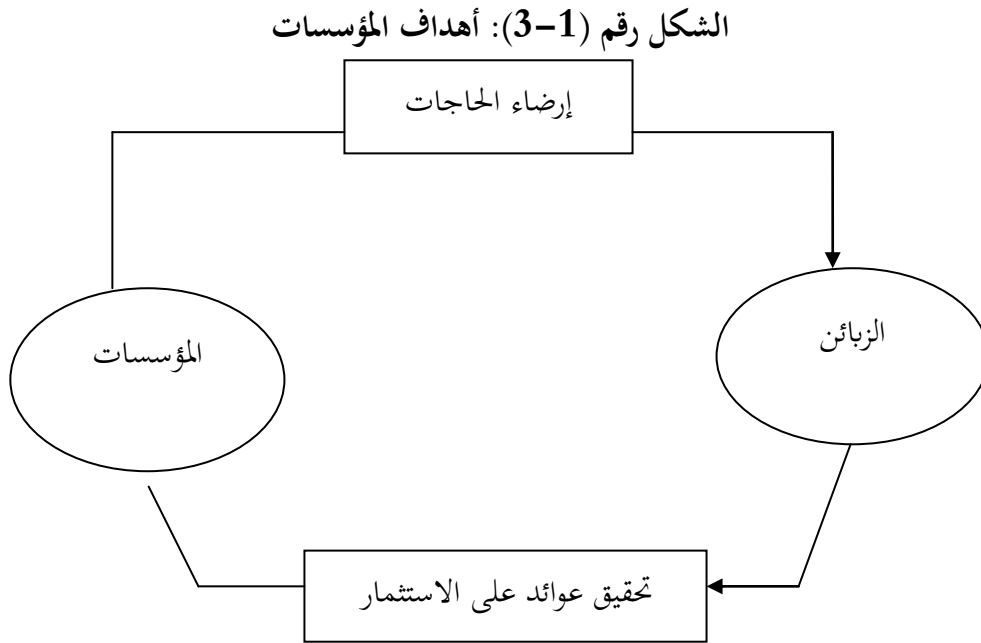 الشكل رقم (1-3): أهداف المؤسسات
إرضاء الحاجات
الزبائن
المؤسسات
تحقيق عوائد على الاستثمار